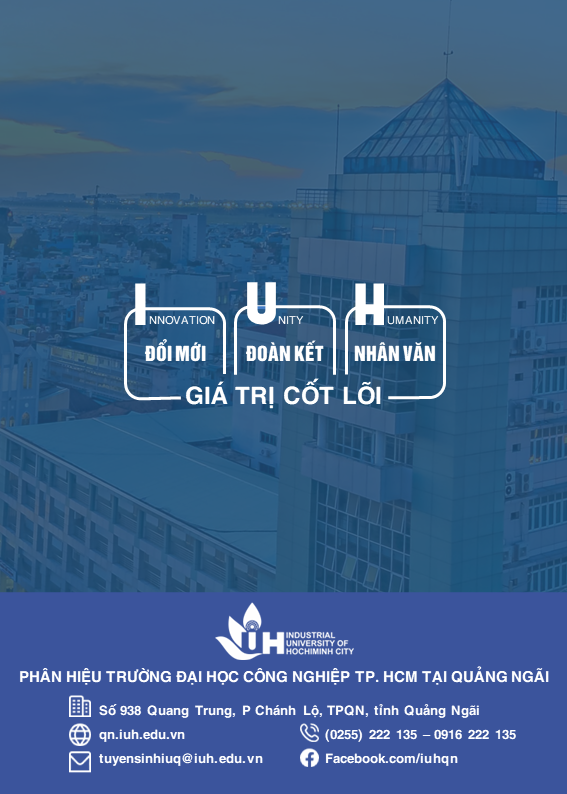 INNOVATION UNITY HUMANITY
ĐỔI MỚI ĐOÀN KẾT NHÂN VĂN
GIÁ TRỊ CỐT LÕI
IUH INDUSTRIAL
UNIVERSITY OF
HOCHIMINH CITY
PHÂN HIỆU TRƯỜNG ĐẠI HỌC CÔNG NGHIỆP TP. HCM TẠI QUẢNG NGÃI
Số 938 Quang Trung, P Chánh Lộ, TPQN, tỉnh Quảng Ngãi
qn.iuh.edu.vn (0255) 222 135 – 0916 222 135
tuyensinhiuq@iuh.edu.vn Facebook.com/iuhqn